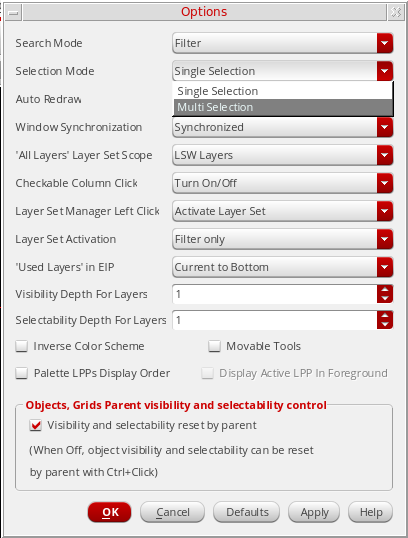 Options
Search Mode Filter
Selection Mode Single Selection
Single Selection
Auto Redraw
Multi Selection
Window Synchronization Synchronized
'All Layers' Layer Set Scope LSW Layers
Checkable Column Click Turn On/Off
Layer Set Manager Left Click Activate Layer Set
Layer Set Activation Filter only
'Used Layers' in EIP Current to Bottom
Visibility Depth For Layers 1
Selectability Depth For Layers 1
Inverse Color Scheme Movable Tools
Palette LPPs Display Order Display Active LPP In Foreground
Objects, Grids Parent visibility and selectability control
Visibility and selectability reset by parent
(When Off, object visibility and selectability can be reset
by parent with Ctrl+Click)
OK Cancel Defaults Apply Help